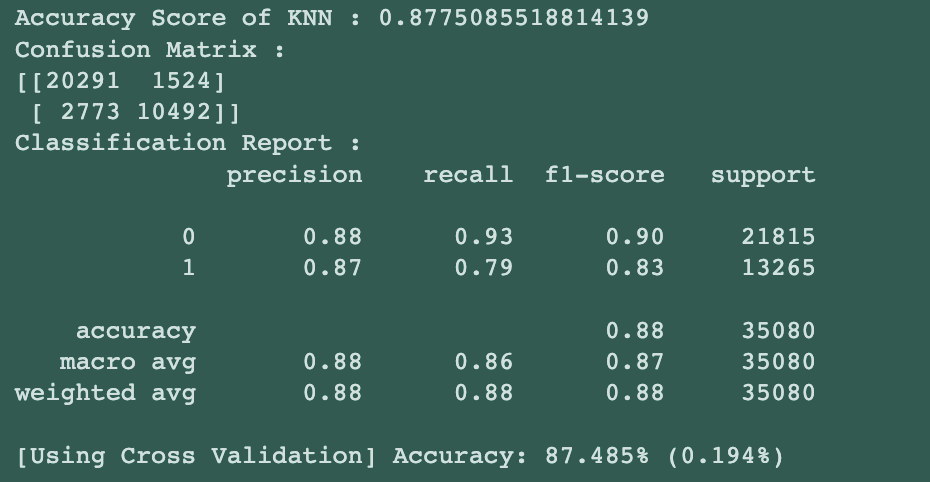 Accuracy Score of KNN : 0.8775085518814139
Confusion Matrix :
[[20291  1524]
 [ 2773 10492]]
Classification Report :
              precision    recall  f1-score   support

           0       0.88      0.93      0.90     21815
           1       0.87      0.79      0.83     13265

    accuracy                           0.88     35080
   macro avg       0.88      0.86      0.87     35080
weighted avg       0.88      0.88      0.88     35080

[Using Cross Validation] Accuracy: 87.485% (0.194%)